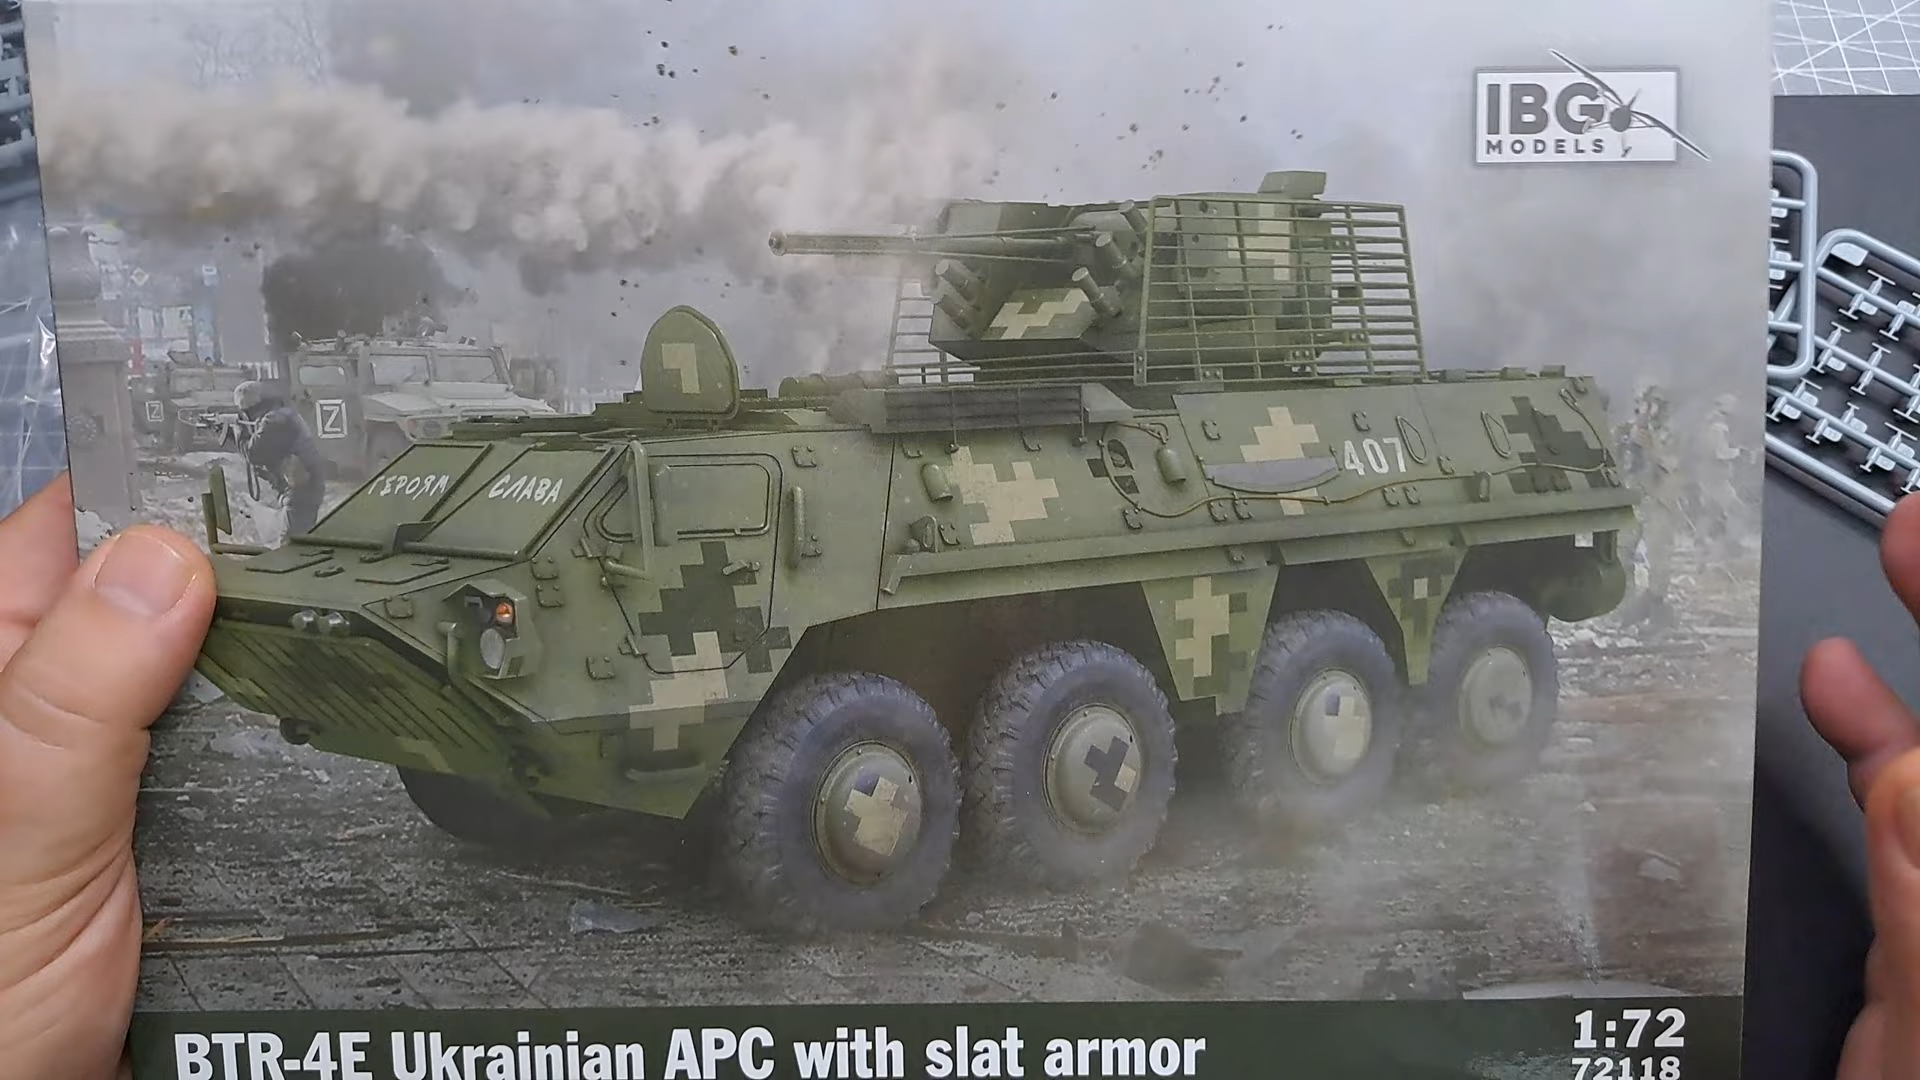 IBG
MODELS
Z
Z
ГЕРОЯМ СЛАВА
407
BTR-4E Ukrainian APC with slat armor
1:72
72118